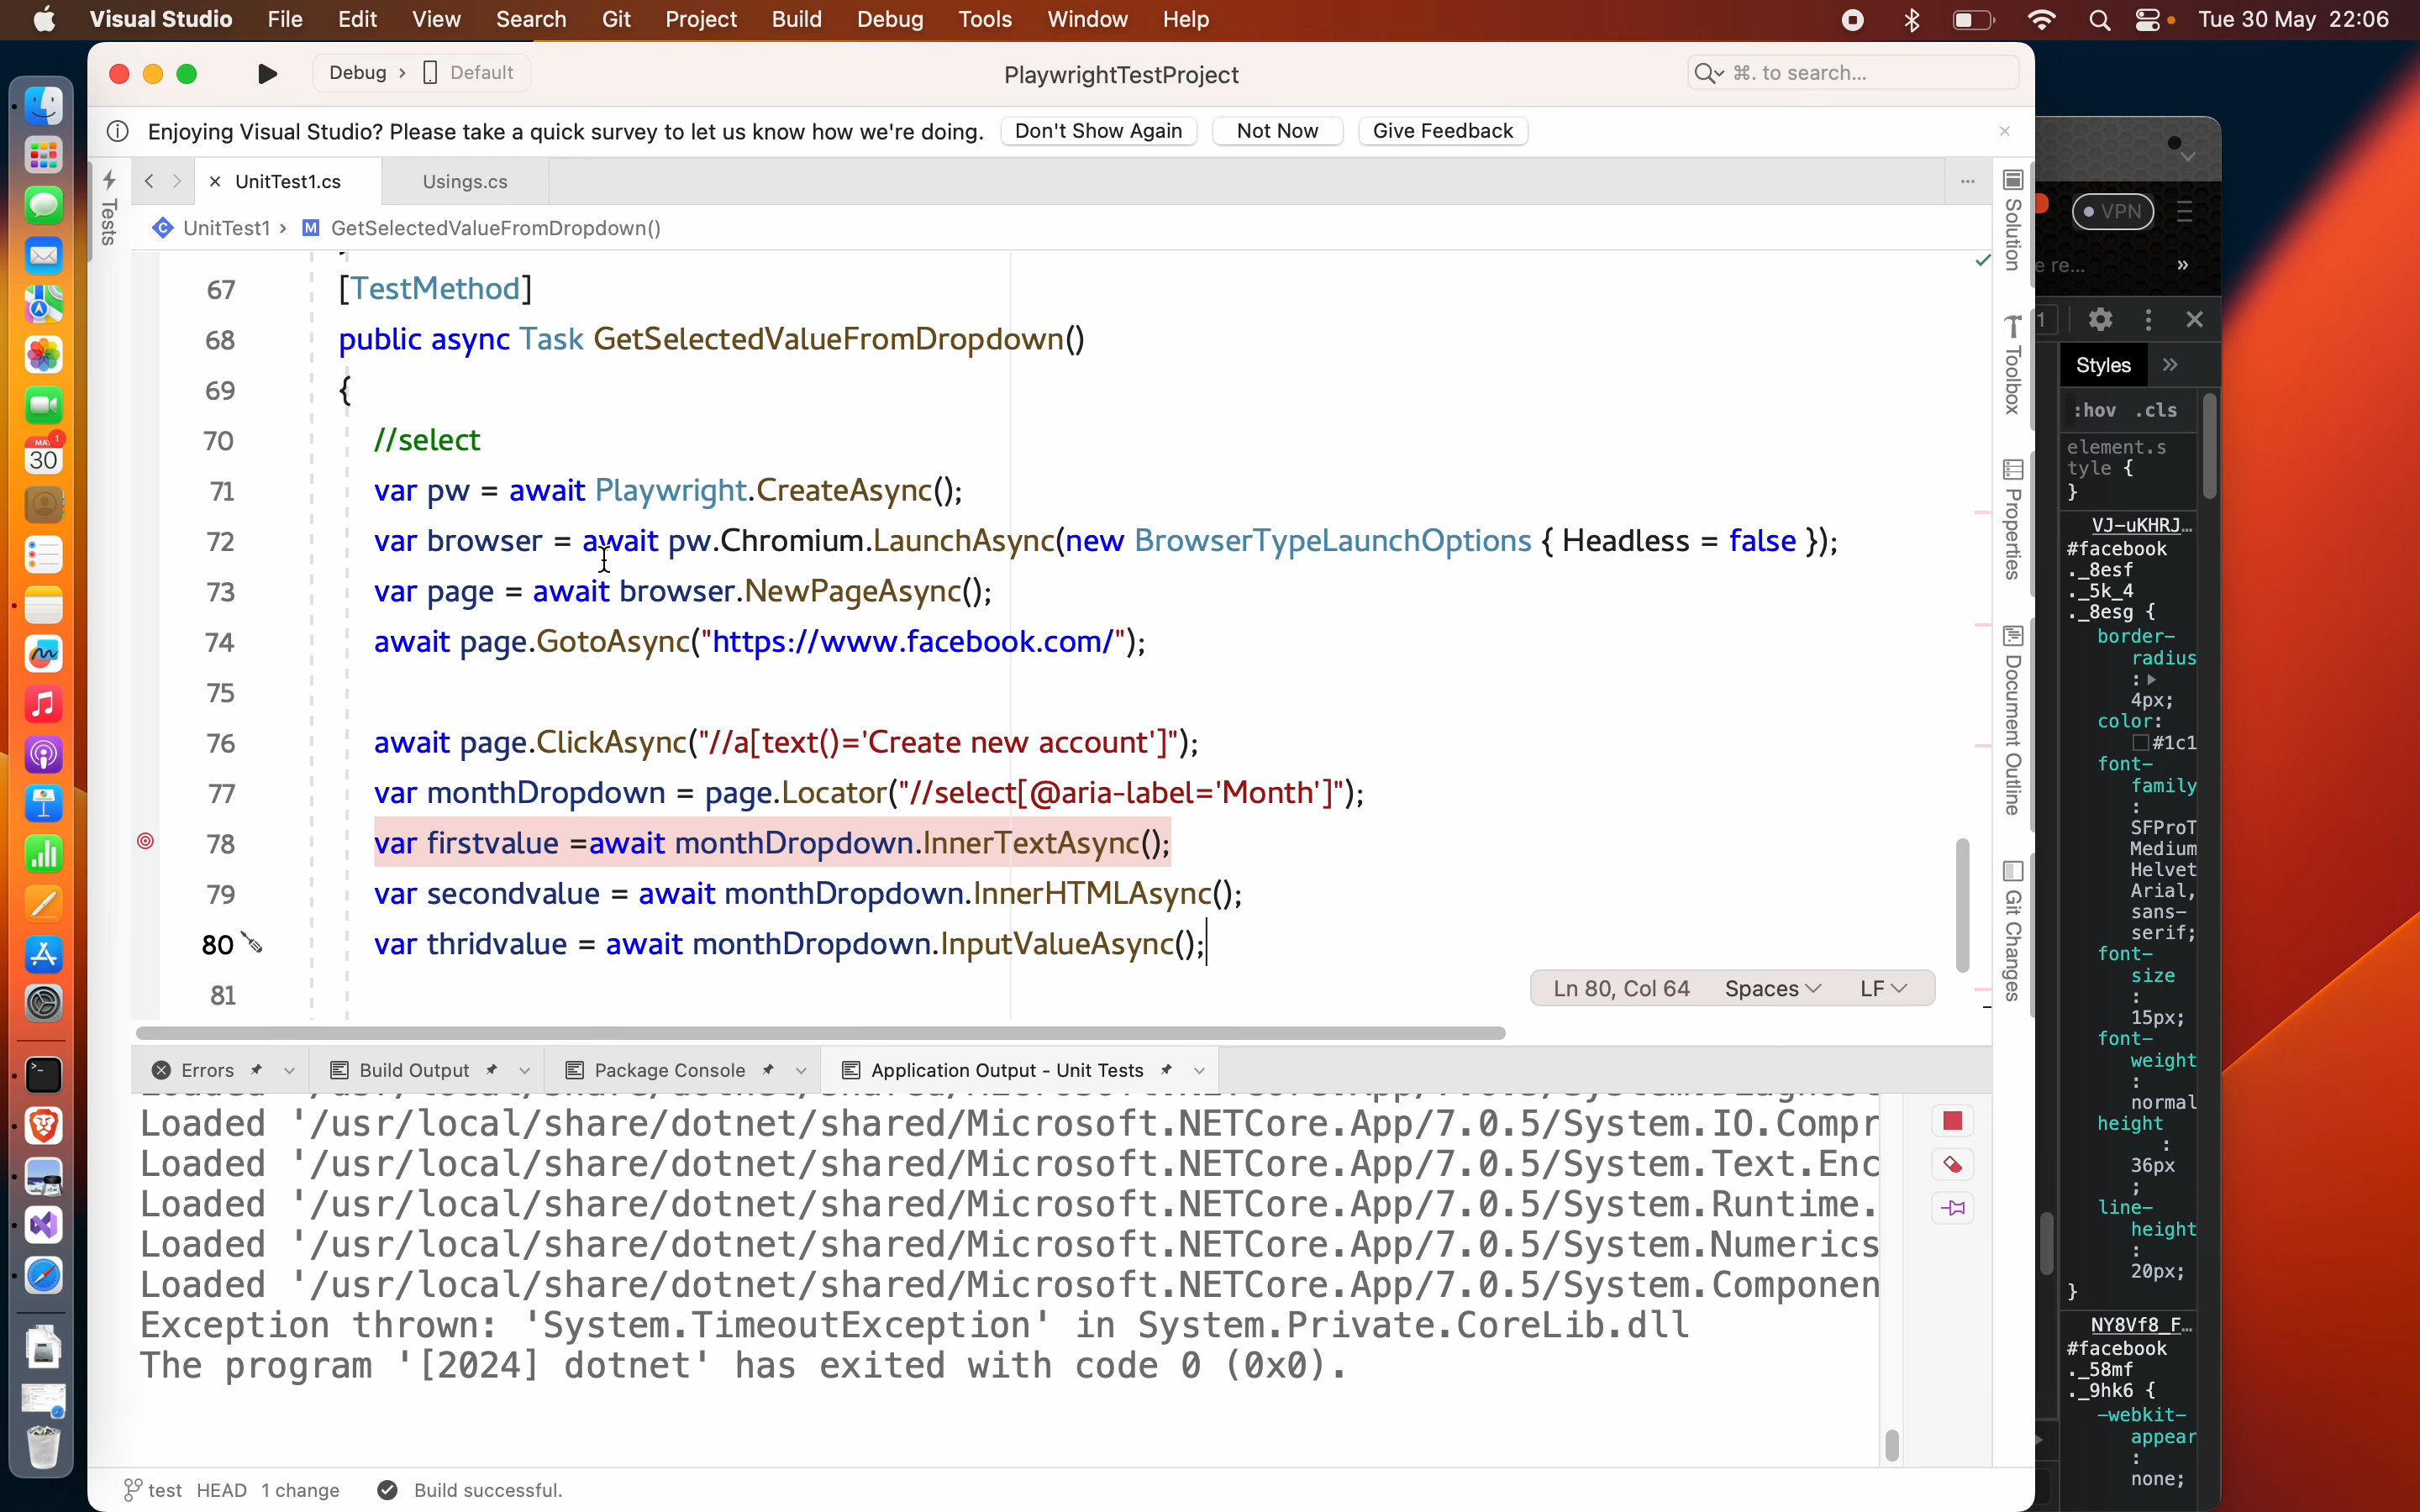 Visual Studio File Edit View Search Git Project Build Debug Tools Window Help Tue 30 May 22:06
Debug › Default
PlaywrightTestProject
⌘. to search...
Enjoying Visual Studio? Please take a quick survey to let us know how we're doing. Don't Show Again Not Now Give Feedback
UnitTest1.cs Usings.cs
UnitTest1 › M GetSelectedValueFromDropdown()
Tests
67 [TestMethod]
68 public async Task GetSelectedValueFromDropdown()
69 {
70 //select
71 var pw = await Playwright.CreateAsync();
72 var browser = await pw.Chromium.LaunchAsync(new BrowserTypeLaunchOptions { Headless = false });
73 var page = await browser.NewPageAsync();
74 await page.GotoAsync("https://www.facebook.com/");
75
76 await page.ClickAsync("//a[text()='Create new account']");
77 var monthDropdown = page.Locator("//select[@aria-label='Month']");
78 var firstvalue =await monthDropdown.InnerTextAsync();
79 var secondvalue = await monthDropdown.InnerHTMLAsync();
80 var thridvalue = await monthDropdown.InputValueAsync();
81
Ln 80, Col 64 Spaces LF
Errors Build Output Package Console Application Output - Unit Tests
Loaded '/usr/local/share/dotnet/shared/Microsoft.NETCore.App/7.0.5/System.IO.Compr
Loaded '/usr/local/share/dotnet/shared/Microsoft.NETCore.App/7.0.5/System.Text.Enc
Loaded '/usr/local/share/dotnet/shared/Microsoft.NETCore.App/7.0.5/System.Runtime.
Loaded '/usr/local/share/dotnet/shared/Microsoft.NETCore.App/7.0.5/System.Numerics
Loaded '/usr/local/share/dotnet/shared/Microsoft.NETCore.App/7.0.5/System.Componen
Exception thrown: 'System.TimeoutException' in System.Private.CoreLib.dll
The program '[2024] dotnet' has exited with code 0 (0x0).
test HEAD 1 change Build successful.
Solution
Toolbox
Properties
Document Outline
Git Changes
VPN
e re... »
1
Styles »
:hov .cls
element.s
tyle {
}
VJ-uKHRJ…
#facebook
._8esf
._5k_4
._8esg {
border-
radius
:
4px;
color:
#1c1
font-
family
:
SFProT
Medium
Helvet
Arial,
sans-
serif;
font-
size
:
15px;
font-
weight
:
normal
height
:
36px
;
line-
height
:
20px;
}
NY8Vf8_F…
#facebook
._58mf
._9hk6 {
-webkit-
appear
:
none;
MAY 1
30